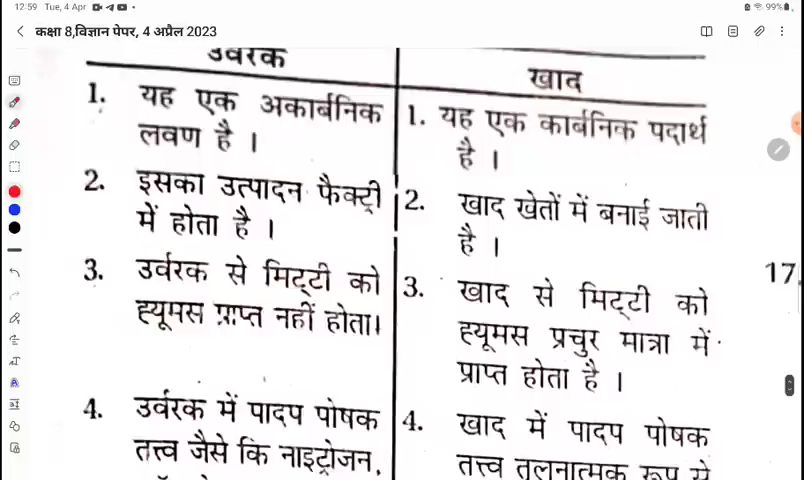 12:59 Tue, 4 Apr
99%
कक्षा 8,विज्ञान पेपर, 4 अप्रैल 2023
उर्वरक
खाद
1. यह एक अकार्बनिक
लवण है ।
1. यह एक कार्बनिक पदार्थ
है ।
2. इसका उत्पादन फैक्ट्री
में होता है ।
2. खाद खेतों में बनाई जाती
है ।
3. उर्वरक से मिट्टी को
ह्यूमस प्राप्त नहीं होता।
3. खाद से मिट्टी को
ह्यूमस प्रचुर मात्रा में
प्राप्त होता है ।
17.
4. उर्वरक में पादप पोषक
तत्त्व जैसे कि नाइट्रोजन,
4. खाद में पादप पोषक
तत्त्व तुलनात्मक रूप से